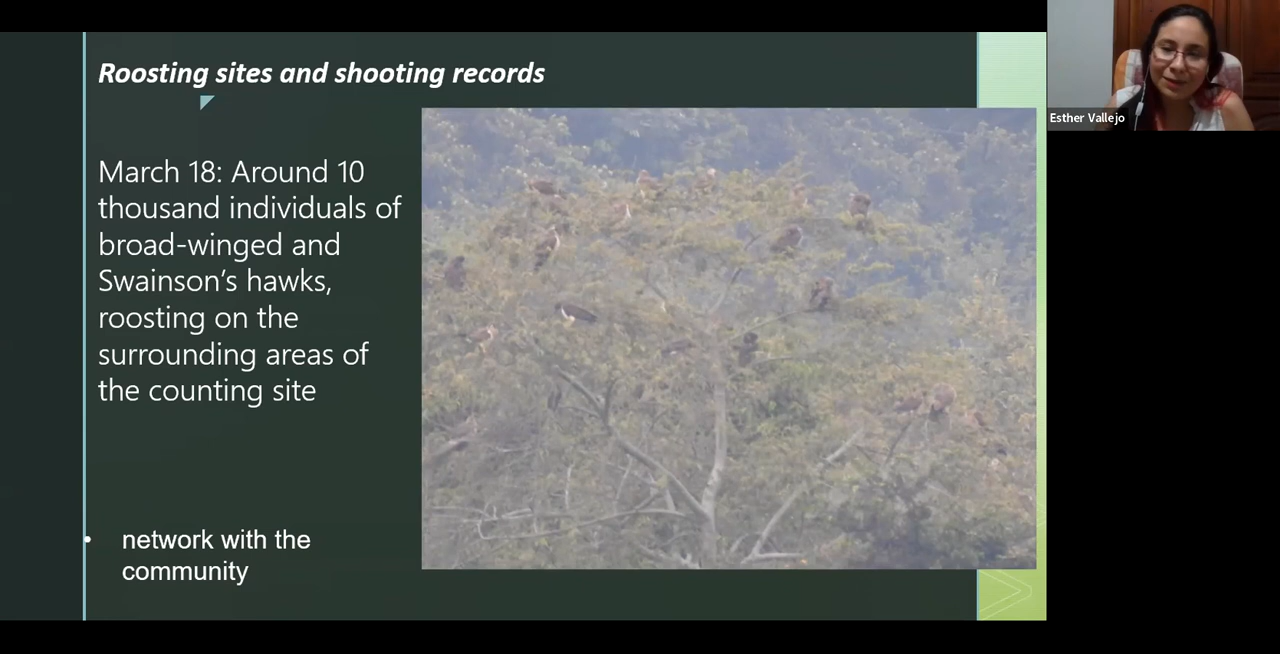 Roosting sites and shooting records
Esther Vallejo
March 18: Around 10
thousand individuals of
broad-winged and
Swainson’s hawks,
roosting on the
surrounding areas of
the counting site
• network with the
community